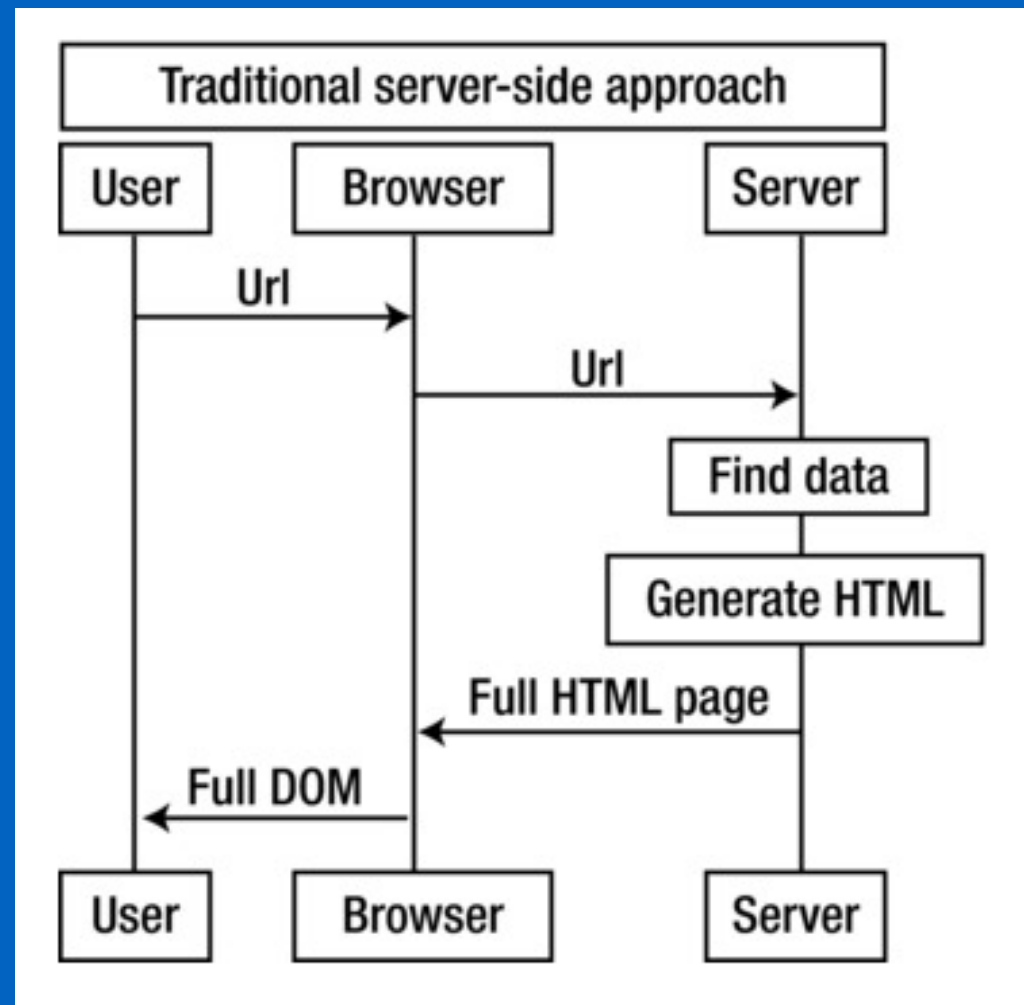 Traditional server-side approach
User
Browser
Server
Url
Url
Find data
Generate HTML
Full HTML page
Full DOM
User
Browser
Server